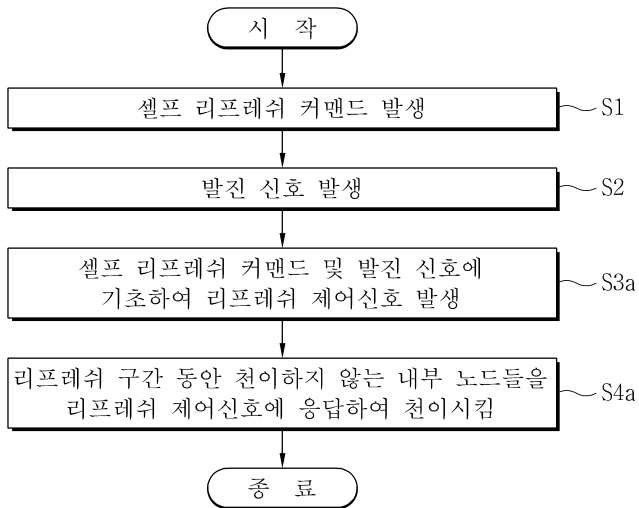 시 작
셀프 리프레쉬 커맨드 발생
S1
발진 신호 발생
S2
셀프 리프레쉬 커맨드 및 발진 신호에
기초하여 리프레쉬 제어신호 발생
S3a
리프레쉬 구간 동안 천이하지 않는 내부 노드들을
리프레쉬 제어신호에 응답하여 천이시킴
S4a
종 료